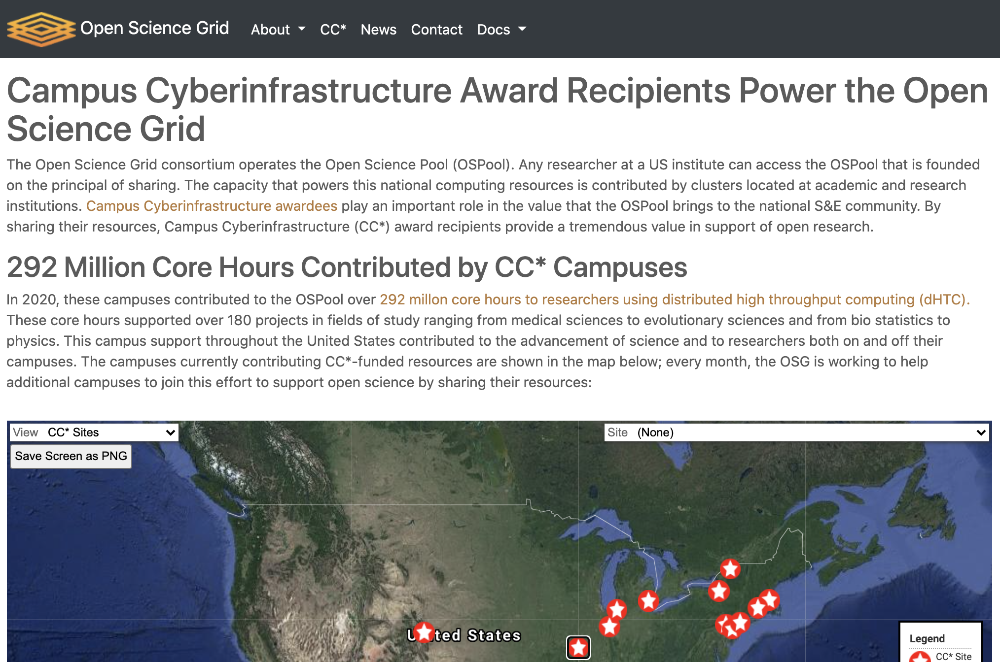 Open Science Grid About CC* News Contact Docs
Campus Cyberinfrastructure Award Recipients Power the Open
Science Grid
The Open Science Grid consortium operates the Open Science Pool (OSPool). Any researcher at a US institute can access the OSPool that is founded
on the principal of sharing. The capacity that powers this national computing resources is contributed by clusters located at academic and research
institutions. Campus Cyberinfrastructure awardees play an important role in the value that the OSPool brings to the national S&E community. By
sharing their resources, Campus Cyberinfrastructure (CC*) award recipients provide a tremendous value in support of open research.
292 Million Core Hours Contributed by CC* Campuses
In 2020, these campuses contributed to the OSPool over 292 millon core hours to researchers using distributed high throughput computing (dHTC).
These core hours supported over 180 projects in fields of study ranging from medical sciences to evolutionary sciences and from bio statistics to
physics. This campus support throughout the United States contributed to the advancement of science and to researchers both on and off their
campuses. The campuses currently contributing CC*-funded resources are shown in the map below; every month, the OSG is working to help
additional campuses to join this effort to support open science by sharing their resources:
View CC* Sites
Site (None)
Save Screen as PNG
United States
Legend
CC* Site